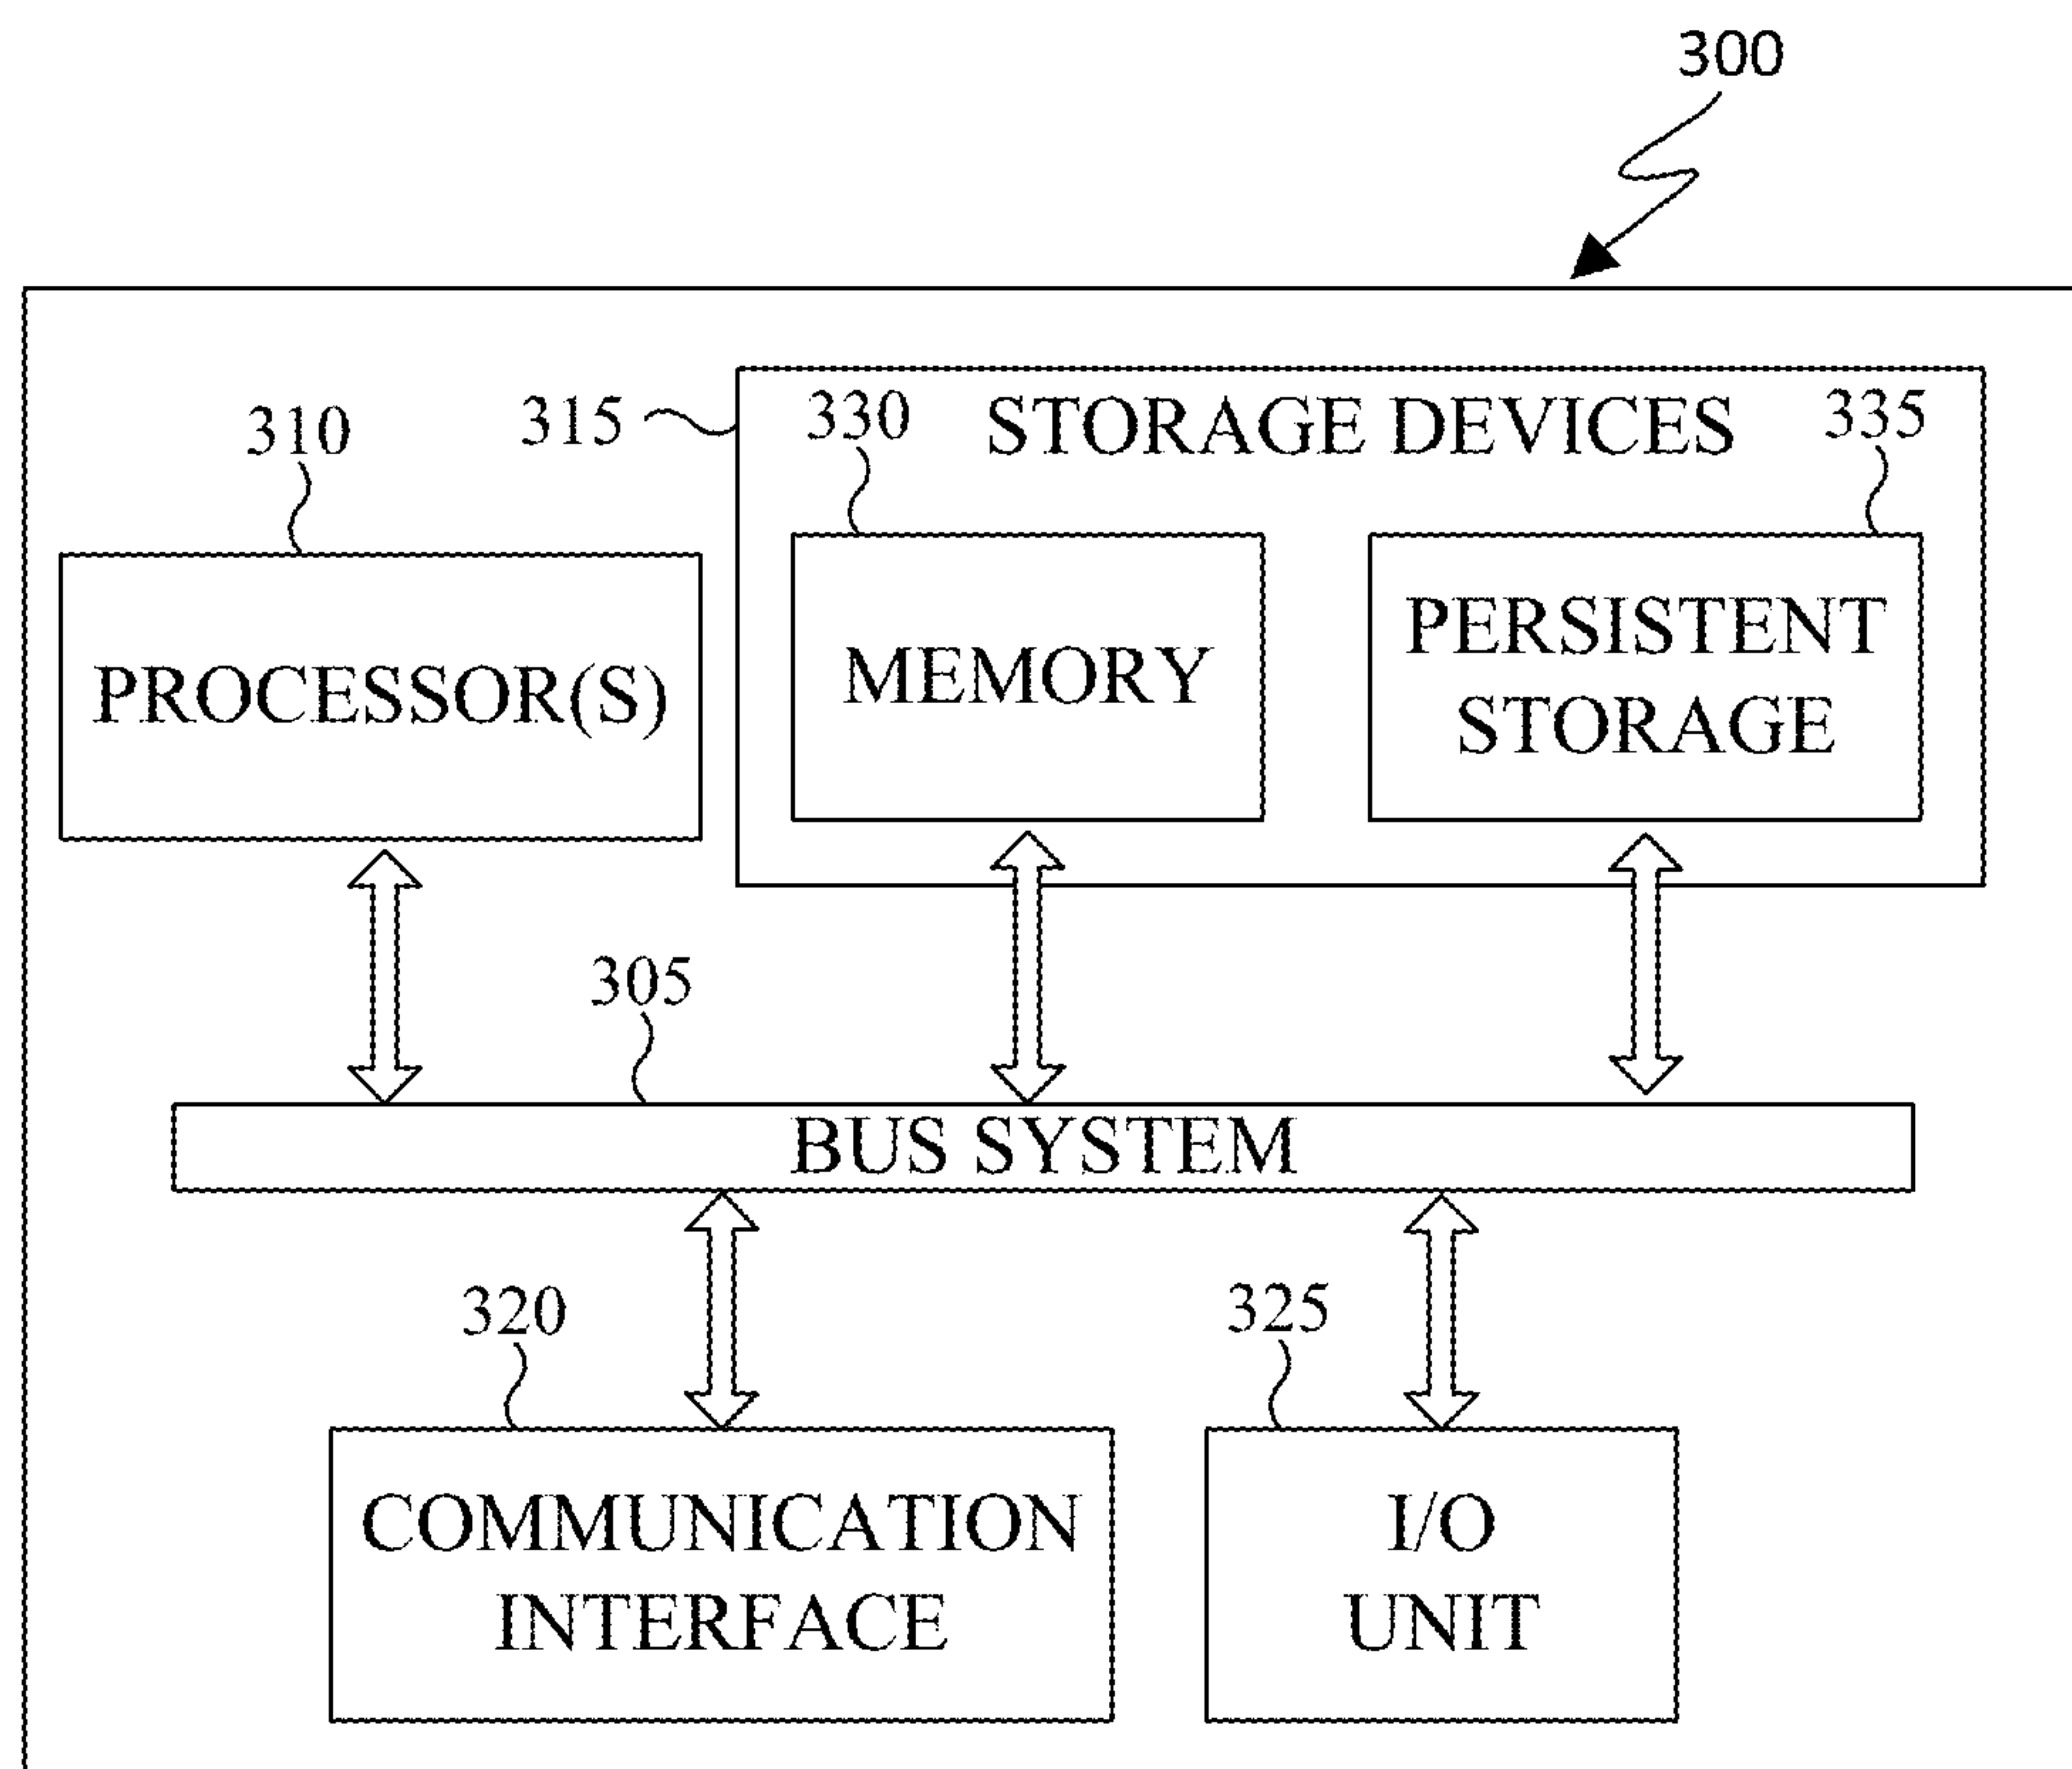 300
310
315
330
STORAGE DEVICES
335
PROCESSOR(S)
MEMORY
PERSISTENT
STORAGE
305
BUS SYSTEM
320
325
COMMUNICATION
INTERFACE
I/O
UNIT